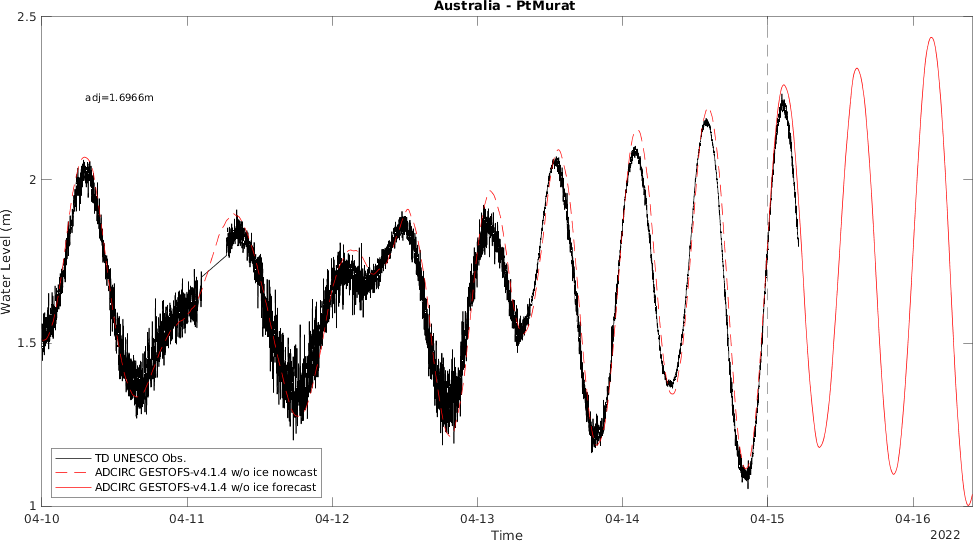 Australia - PtMurat
2.5
adj=1.6966m
2
Water Level (m)
1.5
TD UNESCO Obs.
ADCIRC GESTOFS-v4.1.4 w/o ice nowcast
ADCIRC GESTOFS-v4.1.4 w/o ice forecast
1
04-10 04-11 04-12 04-13 04-14 04-15 04-16
Time
2022